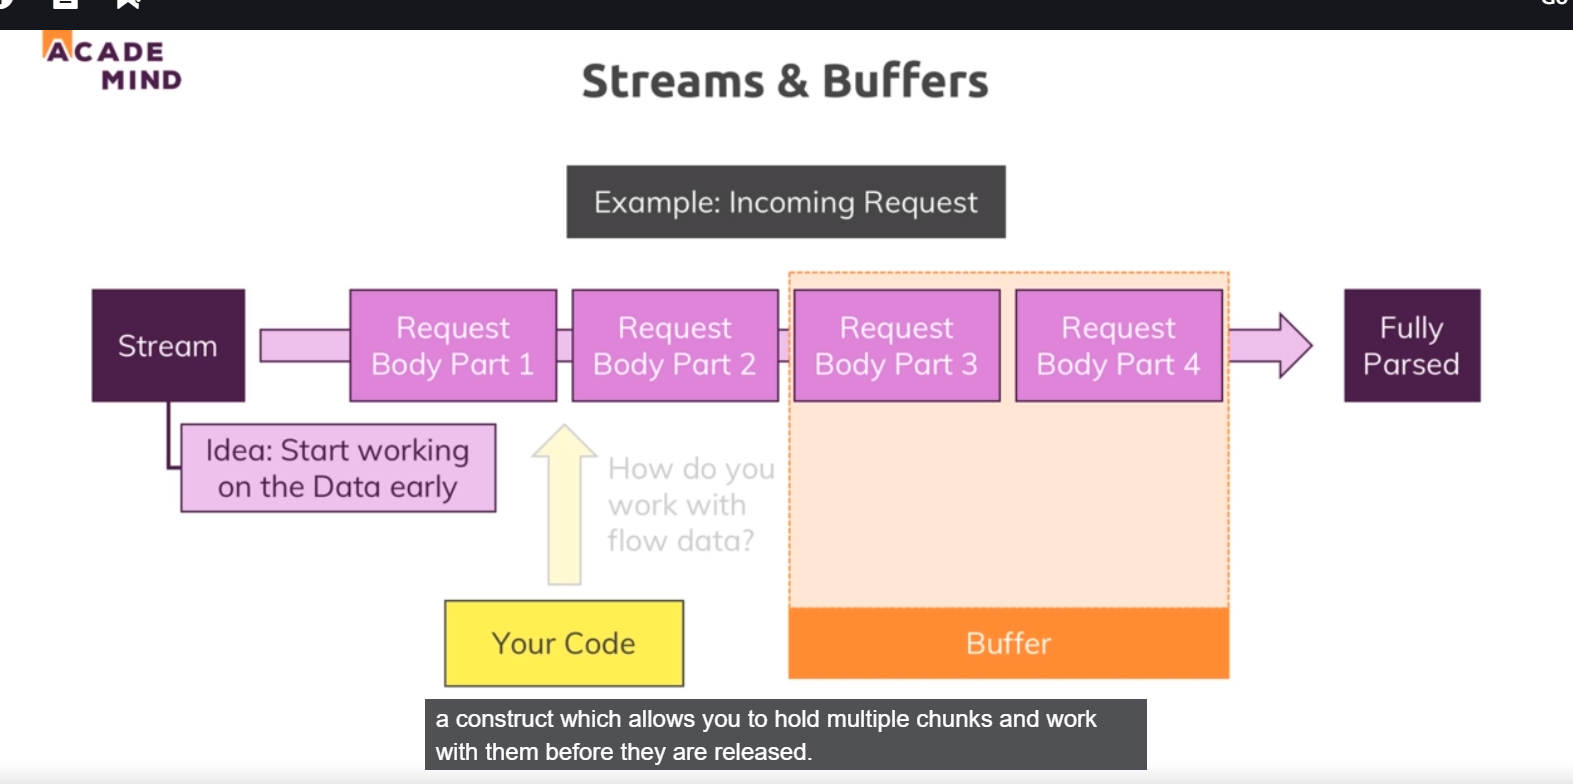 ACADE
MIND
Streams & Buffers
Example: Incoming Request
Stream
Request
Body Part 1
Request
Body Part 2
Request
Body Part 3
Request
Body Part 4
Fully
Parsed
Idea: Start working
on the Data early
How do you
work with
flow data?
Your Code
Buffer
a construct which allows you to hold multiple chunks and work
with them before they are released.